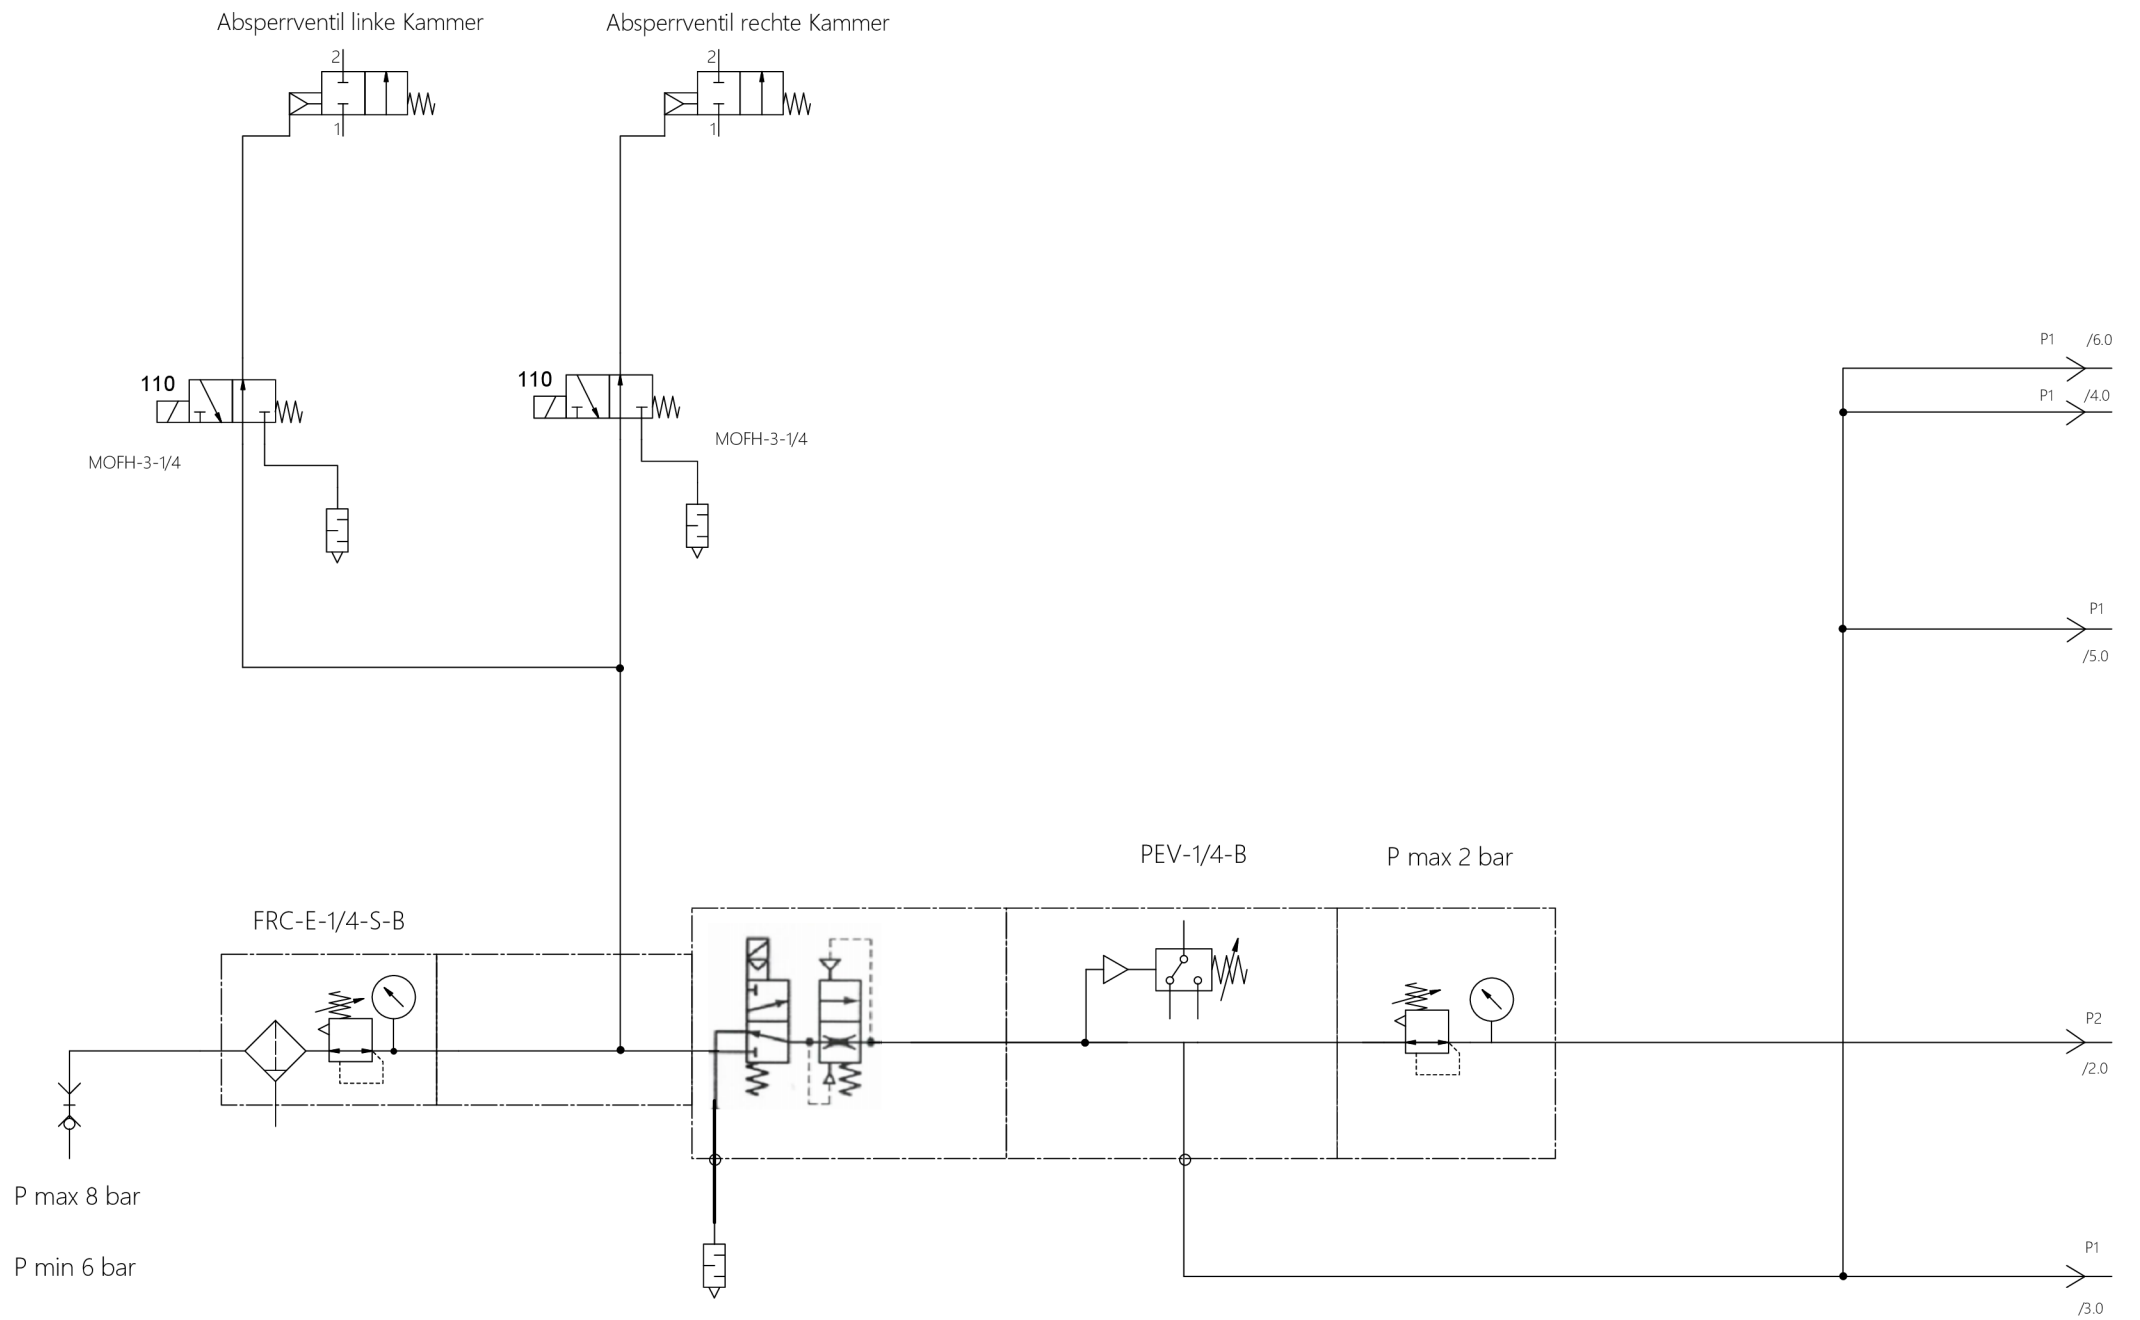 Absperrventil linke Kammer
Absperrventil rechte Kammer
2
2
1
1
P1 /6.0
110
110
P1 /4.0
MOFH-3-1/4
MOFH-3-1/4
P1
/5.0
PEV-1/4-B
P max 2 bar
FRC-E-1/4-S-B
P2
/2.0
P max 8 bar
P min 6 bar
P1
/3.0